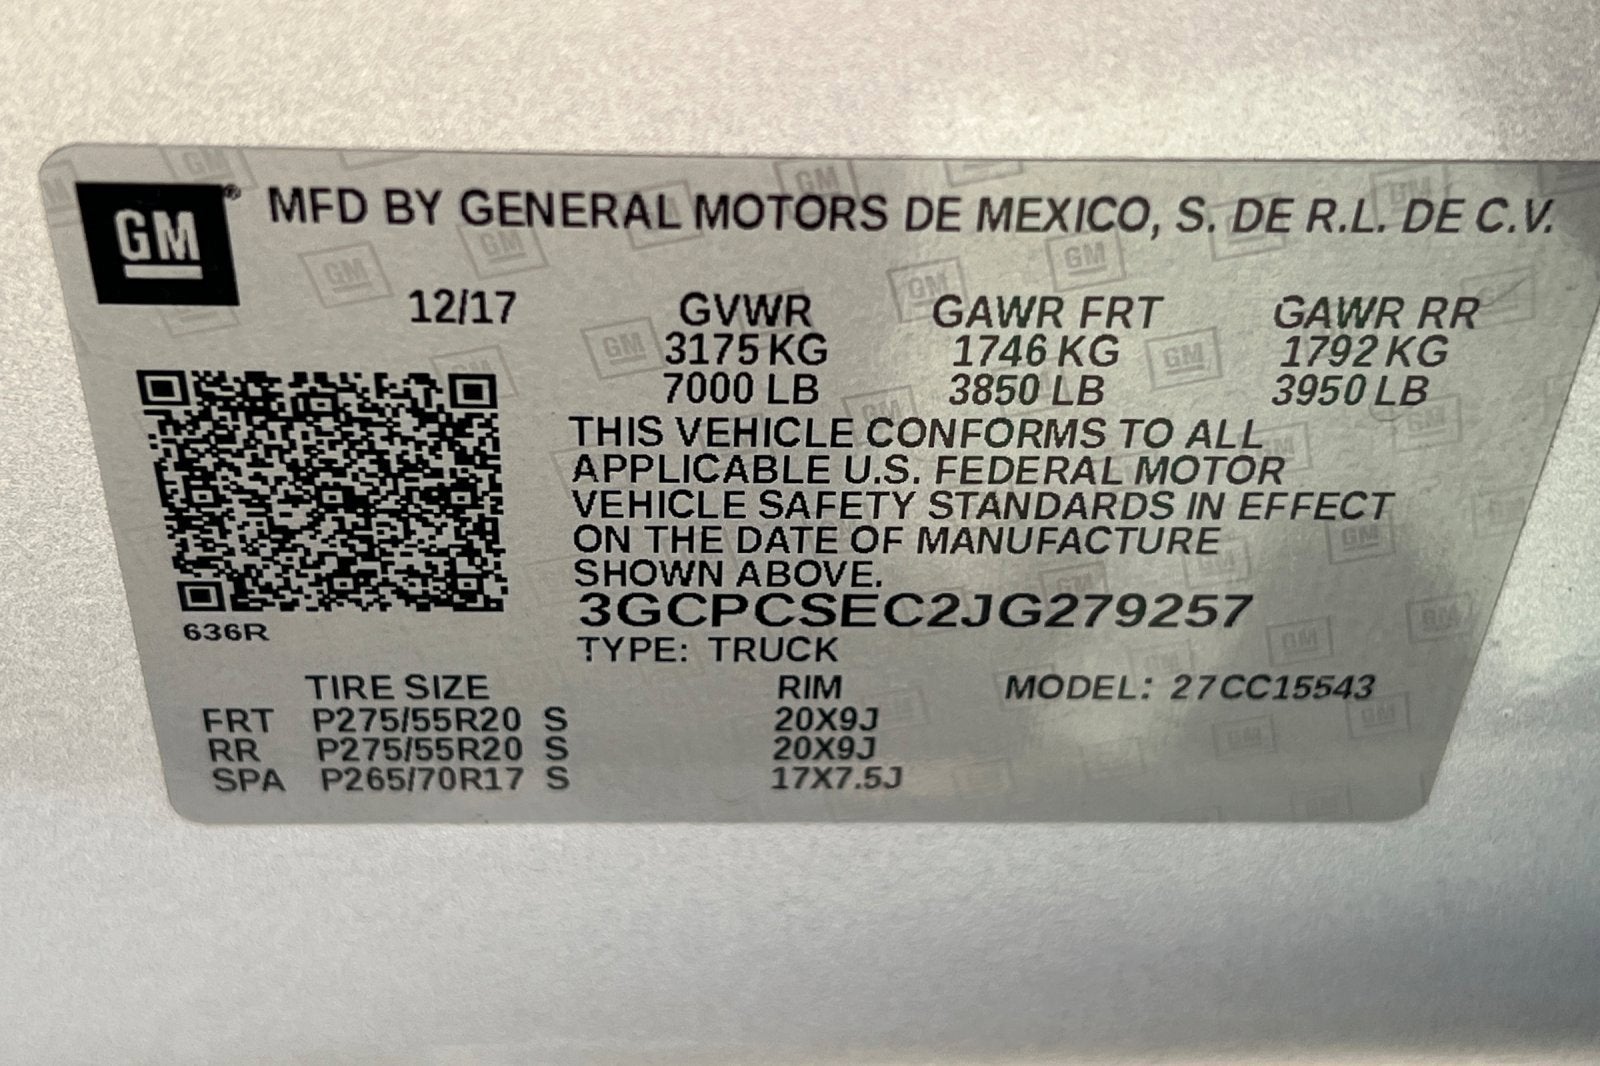 GM® MFD BY GENERAL MOTORS DE MEXICO, S. DE R.L. DE C.V.
12/17 GVWR GAWR FRT GAWR RR
3175 KG 1746 KG 1792 KG
7000 LB 3850 LB 3950 LB
THIS VEHICLE CONFORMS TO ALL
APPLICABLE U.S. FEDERAL MOTOR
VEHICLE SAFETY STANDARDS IN EFFECT
ON THE DATE OF MANUFACTURE
SHOWN ABOVE.
3GCPCSEC2JG279257
636R
TYPE: TRUCK
TIRE SIZE RIM MODEL: 27CC15543
FRT P275/55R20 S 20X9J
RR P275/55R20 S 20X9J
SPA P265/70R17 S 17X7.5J